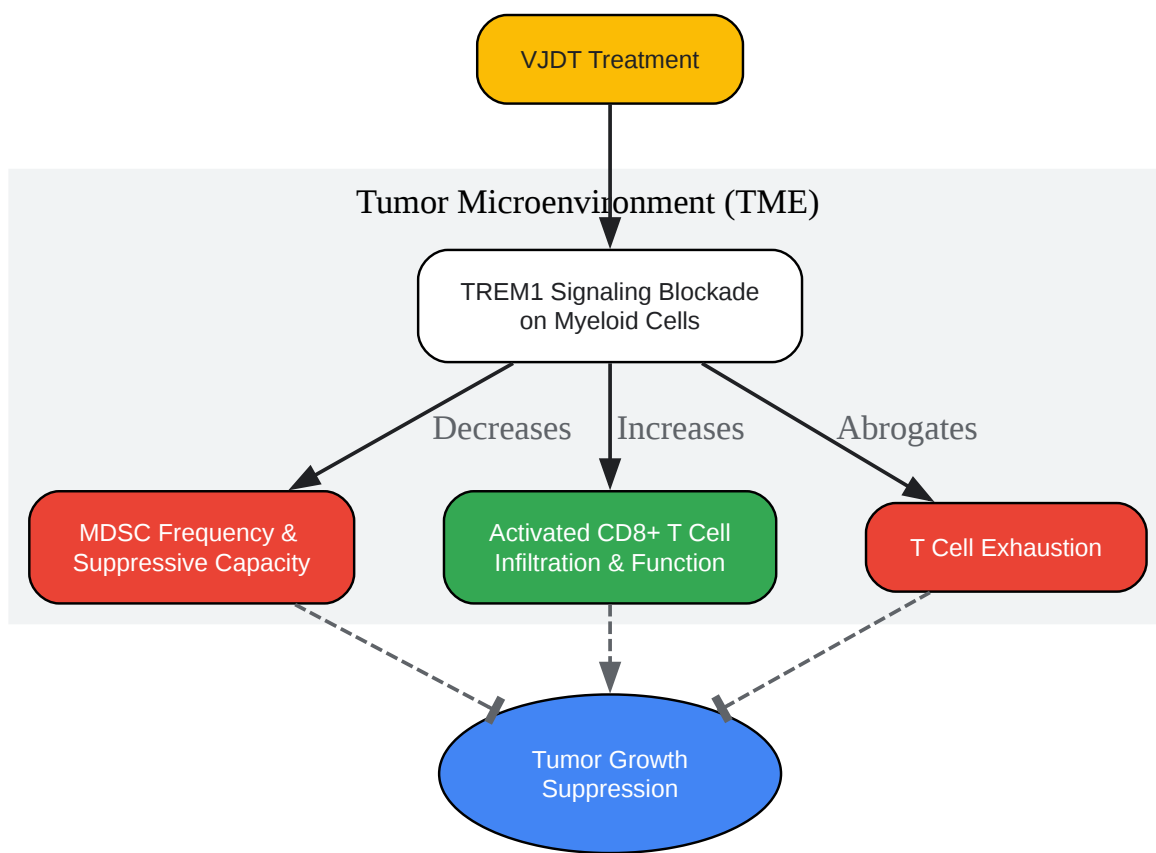 VJDT Treatment
Tumor Microenvironment (TME)
TREM1 Signaling Blockade
on Myeloid Cells
Decreases
Increases
Abrogates
MDSC Frequency &
Suppressive Capacity
Activated CD8+ T Cell
Infiltration & Function
T Cell Exhaustion
Tumor Growth
Suppression